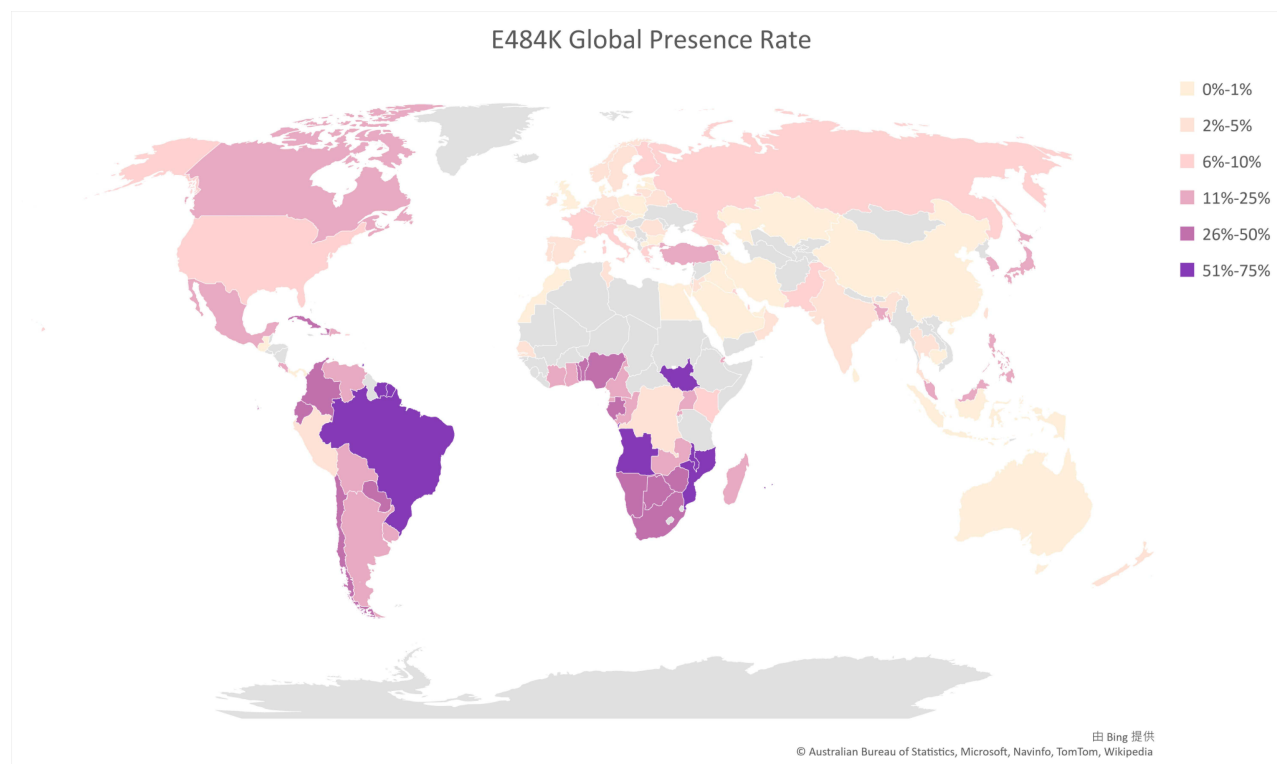 E484K Global Presence Rate
0%-1%
2%-5%
6%-10%
11%-25%
26%-50%
51%-75%
由 Bing 提供
© Australian Bureau of Statistics, Microsoft, Navinfo, TomTom, Wikipedia